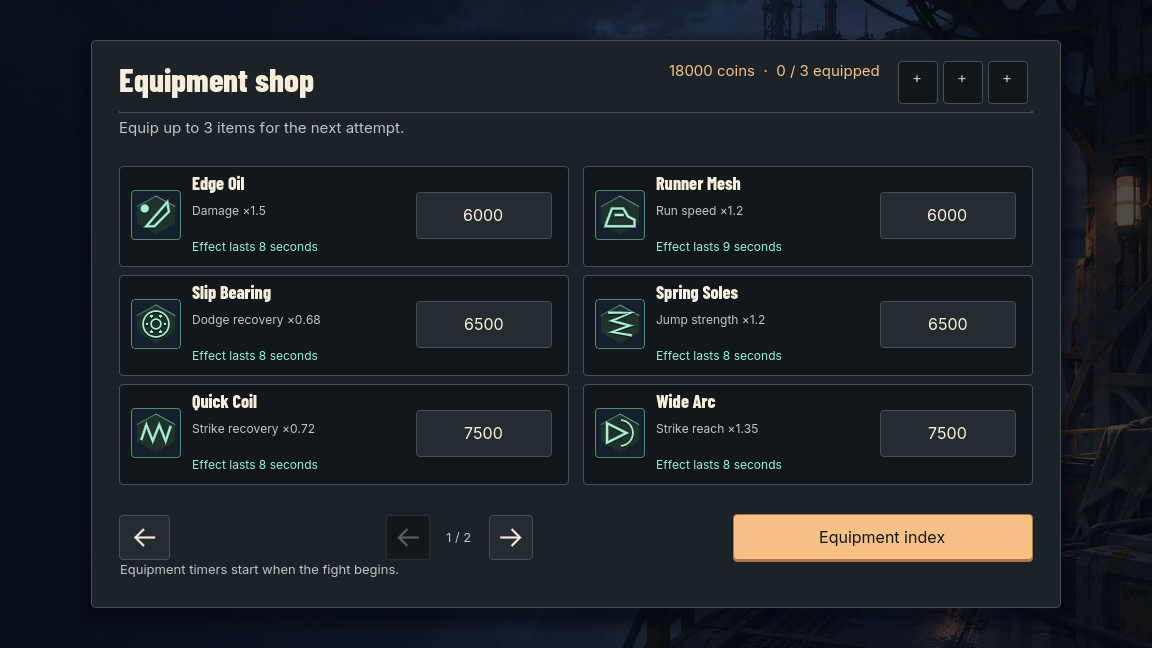 Equipment shop
18000 coins · 0 / 3 equipped
+ + +
Equip up to 3 items for the next attempt.
Edge Oil
Damage ×1.5
Effect lasts 8 seconds
6000
Runner Mesh
Run speed ×1.2
Effect lasts 9 seconds
6000
Slip Bearing
Dodge recovery ×0.68
Effect lasts 8 seconds
6500
Spring Soles
Jump strength ×1.2
Effect lasts 8 seconds
6500
Quick Coil
Strike recovery ×0.72
Effect lasts 8 seconds
7500
Wide Arc
Strike reach ×1.35
Effect lasts 8 seconds
7500
1 / 2
Equipment index
Equipment timers start when the fight begins.